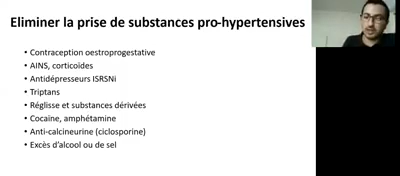 Eliminer la prise de substances pro-hypertensives
• Contraception oestroprogestative
• AINS, corticoïdes
• Antidépresseurs ISRSNi
• Triptans
• Réglisse et substances dérivées
• Cocaïne, amphétamine
• Anti-calcineurine (ciclosporine)
• Excès d'alcool ou de sel